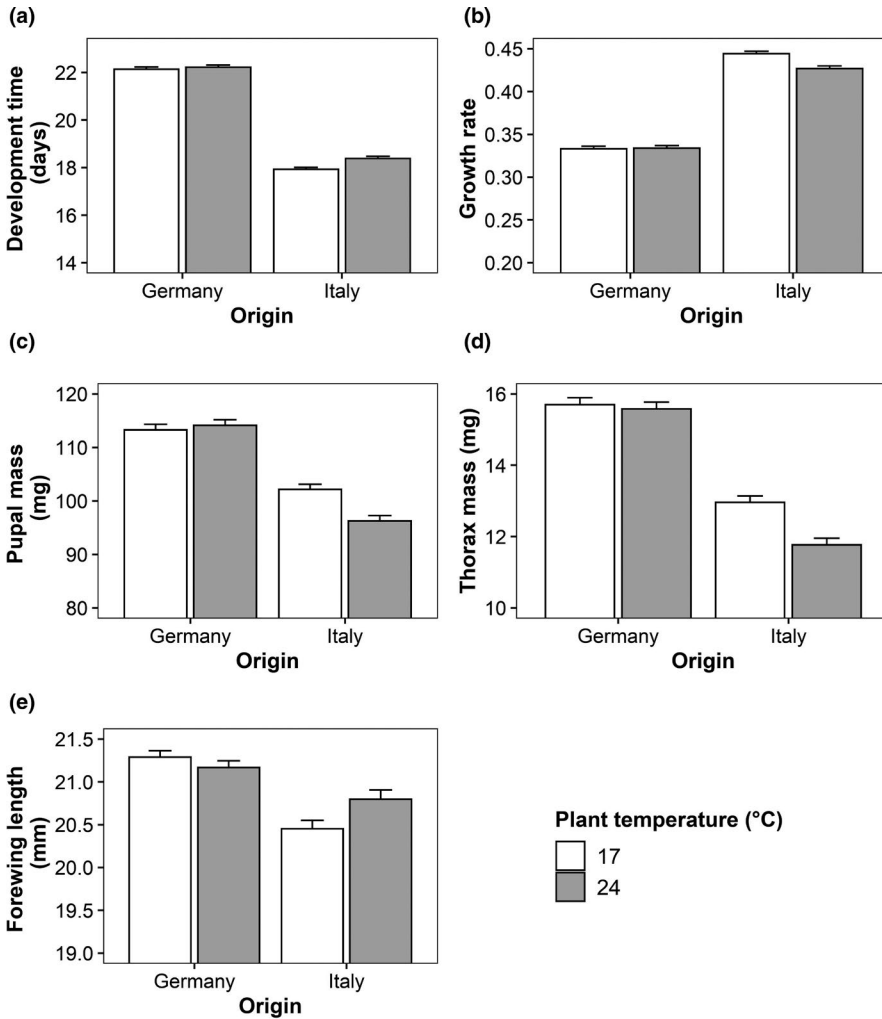 (a)
Development time
(days)
22
20
18
16
14
Germany Italy
Origin
(b)
Growth rate
0.45
0.40
0.35
0.30
0.25
0.20
Germany Italy
Origin
(c)
Pupal mass
(mg)
120
110
100
90
80
Germany Italy
Origin
(d)
Thorax mass (mg)
16
14
12
10
Germany Italy
Origin
(e)
Forewing length
(mm)
21.5
21.0
20.5
20.0
19.5
19.0
Germany Italy
Origin
Plant temperature (°C)
17
24